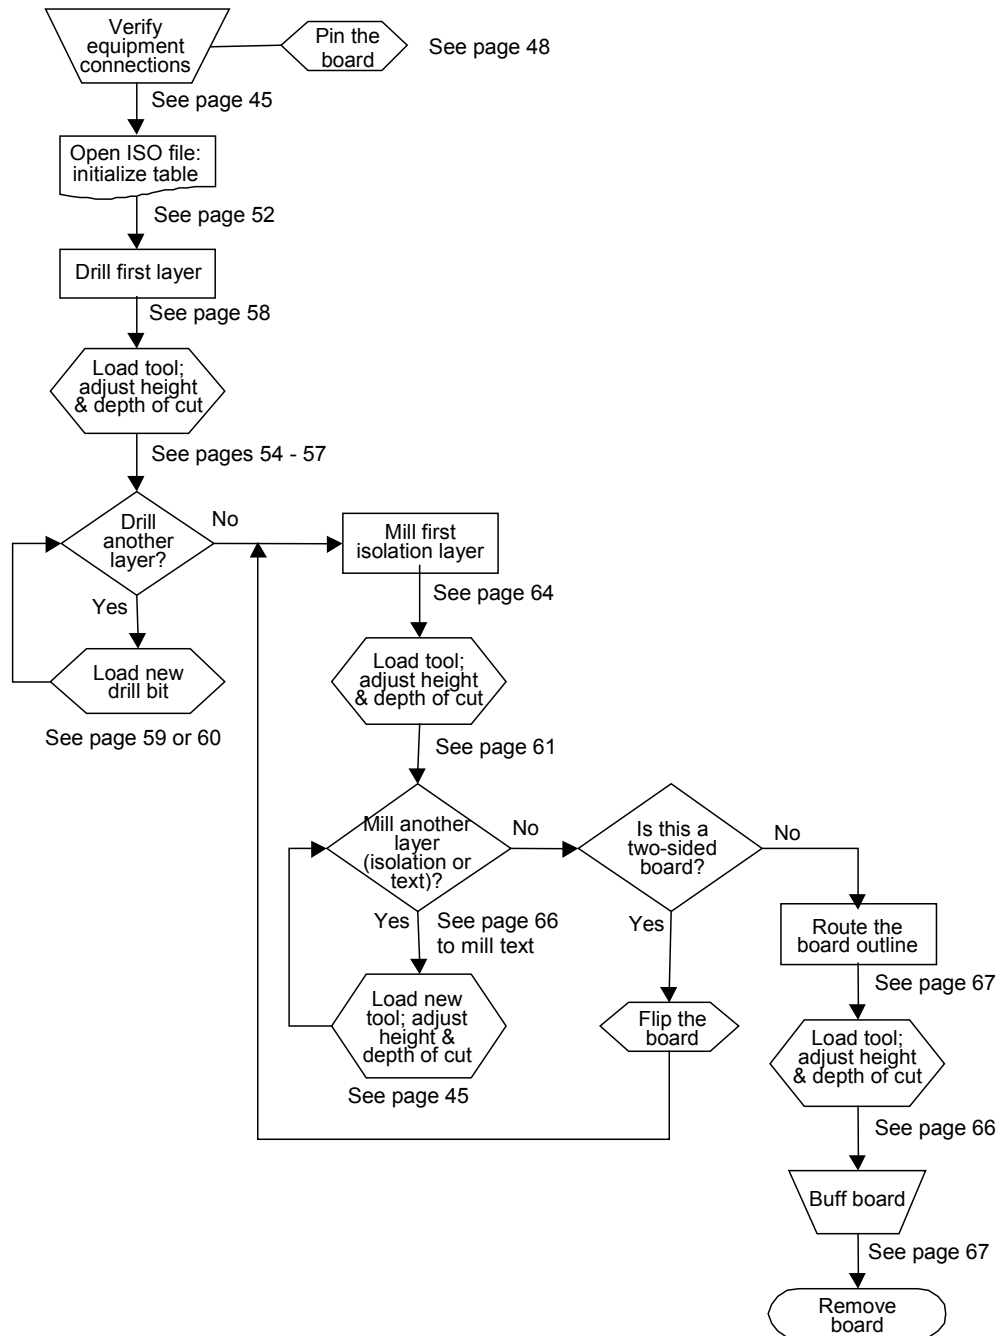 Verify
equipment
connections
Pin the
board
See page 48
See page 45
Open ISO file:
initialize table
See page 52
Drill first layer
See page 58
Load tool;
adjust height
& depth of cut
See pages 54 - 57
Drill
another
layer?
No
Yes
Load new
drill bit
See page 59 or 60
Mill first
isolation layer
See page 64
Load tool;
adjust height
& depth of cut
See page 61
Mill another
layer
(isolation or
text)?
No
Yes
See page 66
to mill text
Load new
tool; adjust
height &
depth of cut
See page 45
Is this a
two-sided
board?
No
Yes
Flip the
board
Route the
board outline
See page 67
Load tool;
adjust height
& depth of cut
See page 66
Buff board
See page 67
Remove
board